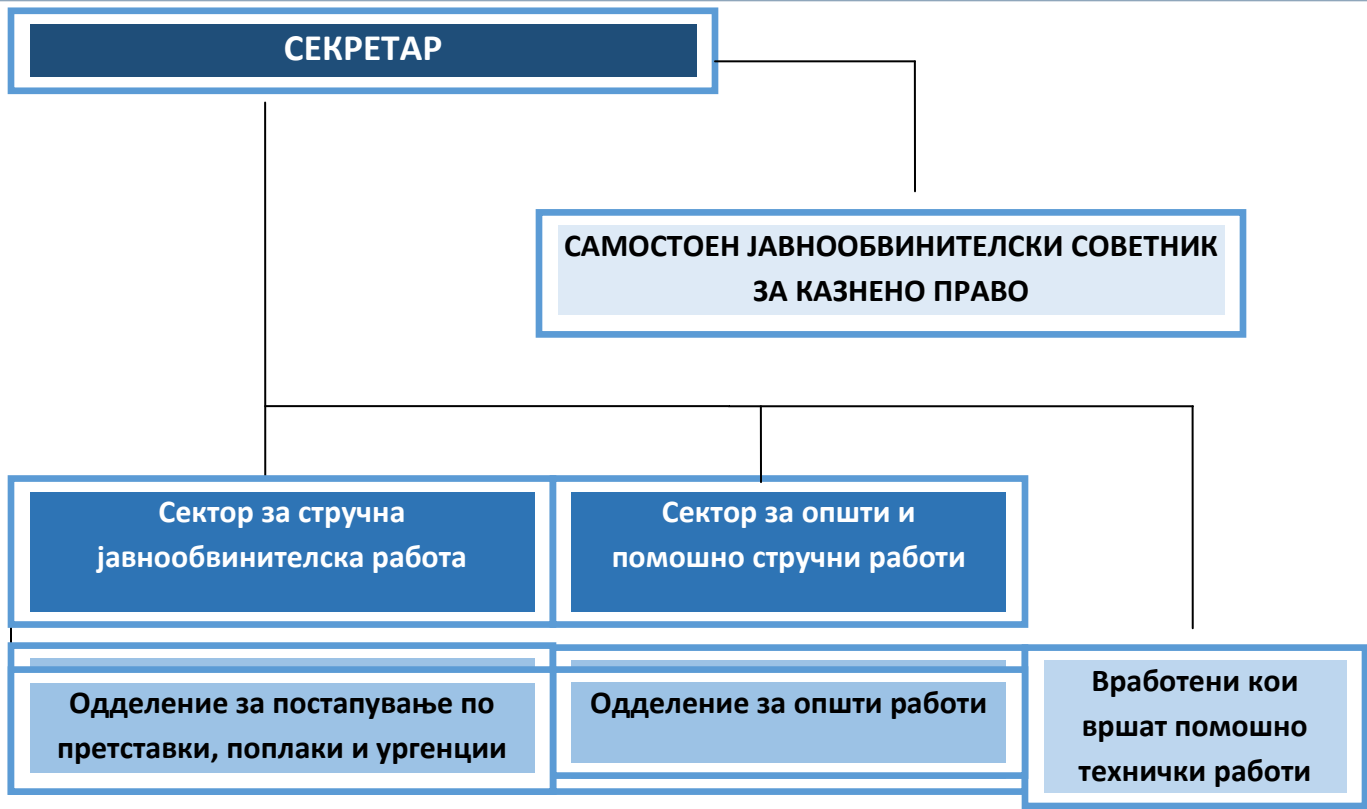 СЕКРЕТАР
САМОСТОЕН ЈАВНООБВИНИТЕЛСКИ СОВЕТНИК
ЗА КАЗНЕНО ПРАВО
Сектор за стручна
јавнообвинителска работа
Сектор за општи и
помошно стручни работи
Одделение за постапување по
претставки, поплаки и ургенции
Одделение за општи работи
Вработени кои
вршат помошно
технички работи